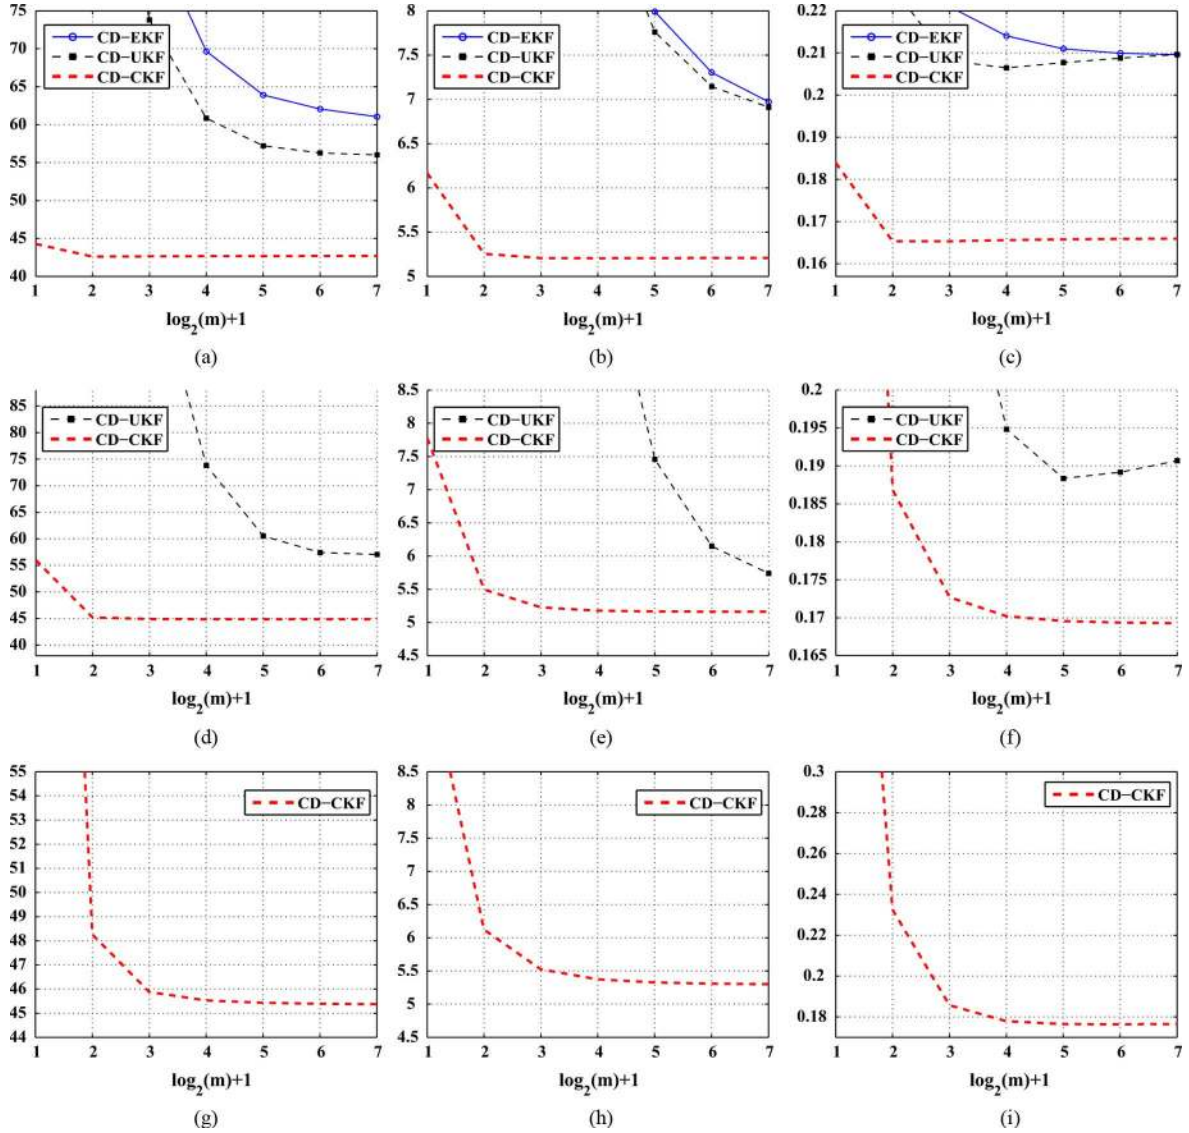 75
70
65
60
55
50
45
40
1 2 3 4 5 6 7
CD−EKF
CD−UKF
CD−CKF
log2(m)+1
(a)
8
7.5
7
6.5
6
5.5
5
1 2 3 4 5 6 7
CD−EKF
CD−UKF
CD−CKF
log2(m)+1
(b)
0.22
0.21
0.2
0.19
0.18
0.17
0.16
1 2 3 4 5 6 7
CD−EKF
CD−UKF
CD−CKF
log2(m)+1
(c)
85
80
75
70
65
60
55
50
45
40
1 2 3 4 5 6 7
CD−UKF
CD−CKF
log2(m)+1
(d)
8.5
8
7.5
7
6.5
6
5.5
5
4.5
1 2 3 4 5 6 7
CD−UKF
CD−CKF
log2(m)+1
(e)
0.2
0.195
0.19
0.185
0.18
0.175
0.17
0.165
1 2 3 4 5 6 7
CD−UKF
CD−CKF
log2(m)+1
(f)
55
54
53
52
51
50
49
48
47
46
45
44
1 2 3 4 5 6 7
CD−CKF
log2(m)+1
(g)
8.5
8
7.5
7
6.5
6
5.5
5
4.5
1 2 3 4 5 6 7
CD−CKF
log2(m)+1
(h)
0.3
0.28
0.26
0.24
0.22
0.2
0.18
1 2 3 4 5 6 7
CD−CKF
log2(m)+1
(i)